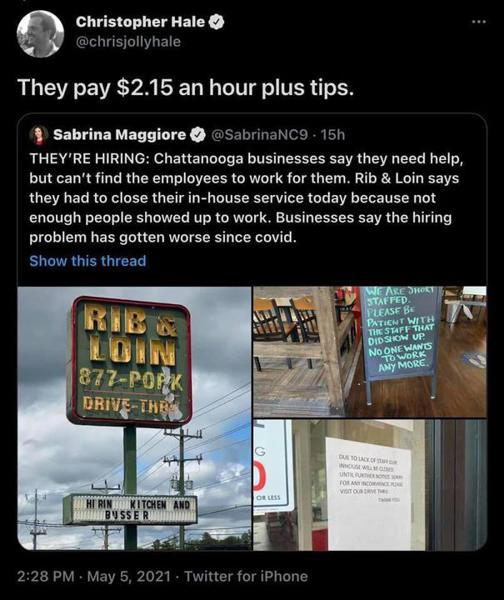 Christopher Hale
@chrisjollyhale
They pay $2.15 an hour plus tips.
Sabrina Maggiore @SabrinaNC9 · 15h
THEY'RE HIRING: Chattanooga businesses say they need help,
but can't find the employees to work for them. Rib & Loin says
they had to close their in-house service today because not
enough people showed up to work. Businesses say the hiring
problem has gotten worse since covid.
Show this thread
RIB &
LOIN
877-PORK
DRIVE-THR
HIRIN KITCHEN AND
BUSSER
WE ARE SHORT
STAFFED.
PLEASE BE
PATIENT WITH
THE STAFF THAT
DID SHOW UP.
NO ONE WANTS
TO WORK
ANY MORE.
G
OR LESS
DUE TO LACK OF STAFF OUR
INHOUSE WILL BE CLOSED
UNTIL FURTHER NOTICE SORRY
FOR ANY INCONVENCE. PLEASE
VISIT OUR DRIVE THRU.
THANK YOU
2:28 PM · May 5, 2021 · Twitter for iPhone